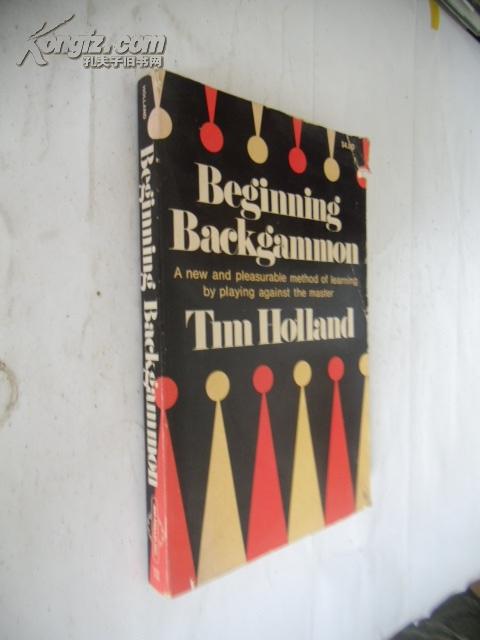 Kongfz.com
孔夫子旧书网
Beginning
Backgammon
A new and pleasurable method of learning
by playing against the master
Tim Holland
HOLLAND
Beginning Backgammon